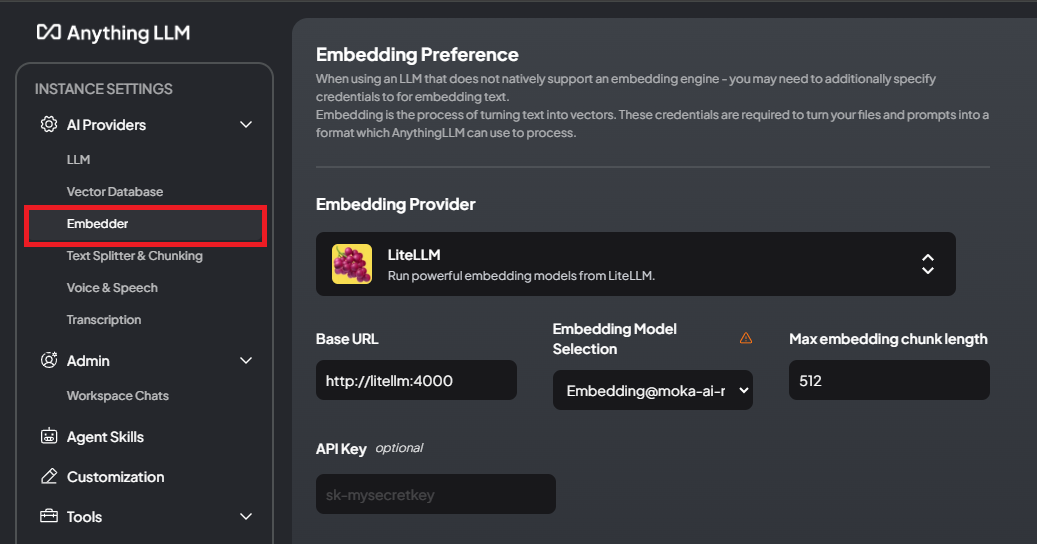 Anything LLM
INSTANCE SETTINGS
AI Providers
LLM
Vector Database
Embedder
Text Splitter & Chunking
Voice & Speech
Transcription
Admin
Workspace Chats
Agent Skills
Customization
Tools
Embedding Preference
When using an LLM that does not natively support an embedding engine - you may need to additionally specify
credentials to for embedding text.
Embedding is the process of turning text into vectors. These credentials are required to turn your files and prompts into a
format which AnythingLLM can use to process.
Embedding Provider
LiteLLM
Run powerful embedding models from LiteLLM.
Base URL
http://litellm:4000
Embedding Model
Selection
Embedding@moka-ai-r
Max embedding chunk length
512
API Key optional
sk-mysecretkey